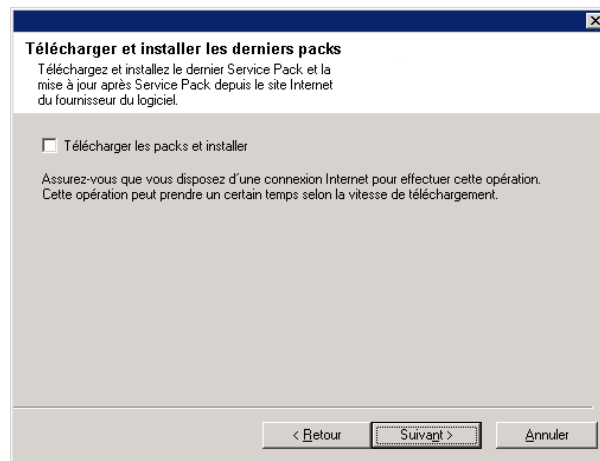 Télécharger et installer les derniers packs
Téléchargez et installez le dernier Service Pack et la
mise à jour après Service Pack depuis le site Internet
du fournisseur du logiciel.
Télécharger les packs et installer
Assurez-vous que vous disposez d'une connexion Internet pour effectuer cette opération.
Cette opération peut prendre un certain temps selon la vitesse de téléchargement.
< Retour Suivant > Annuler